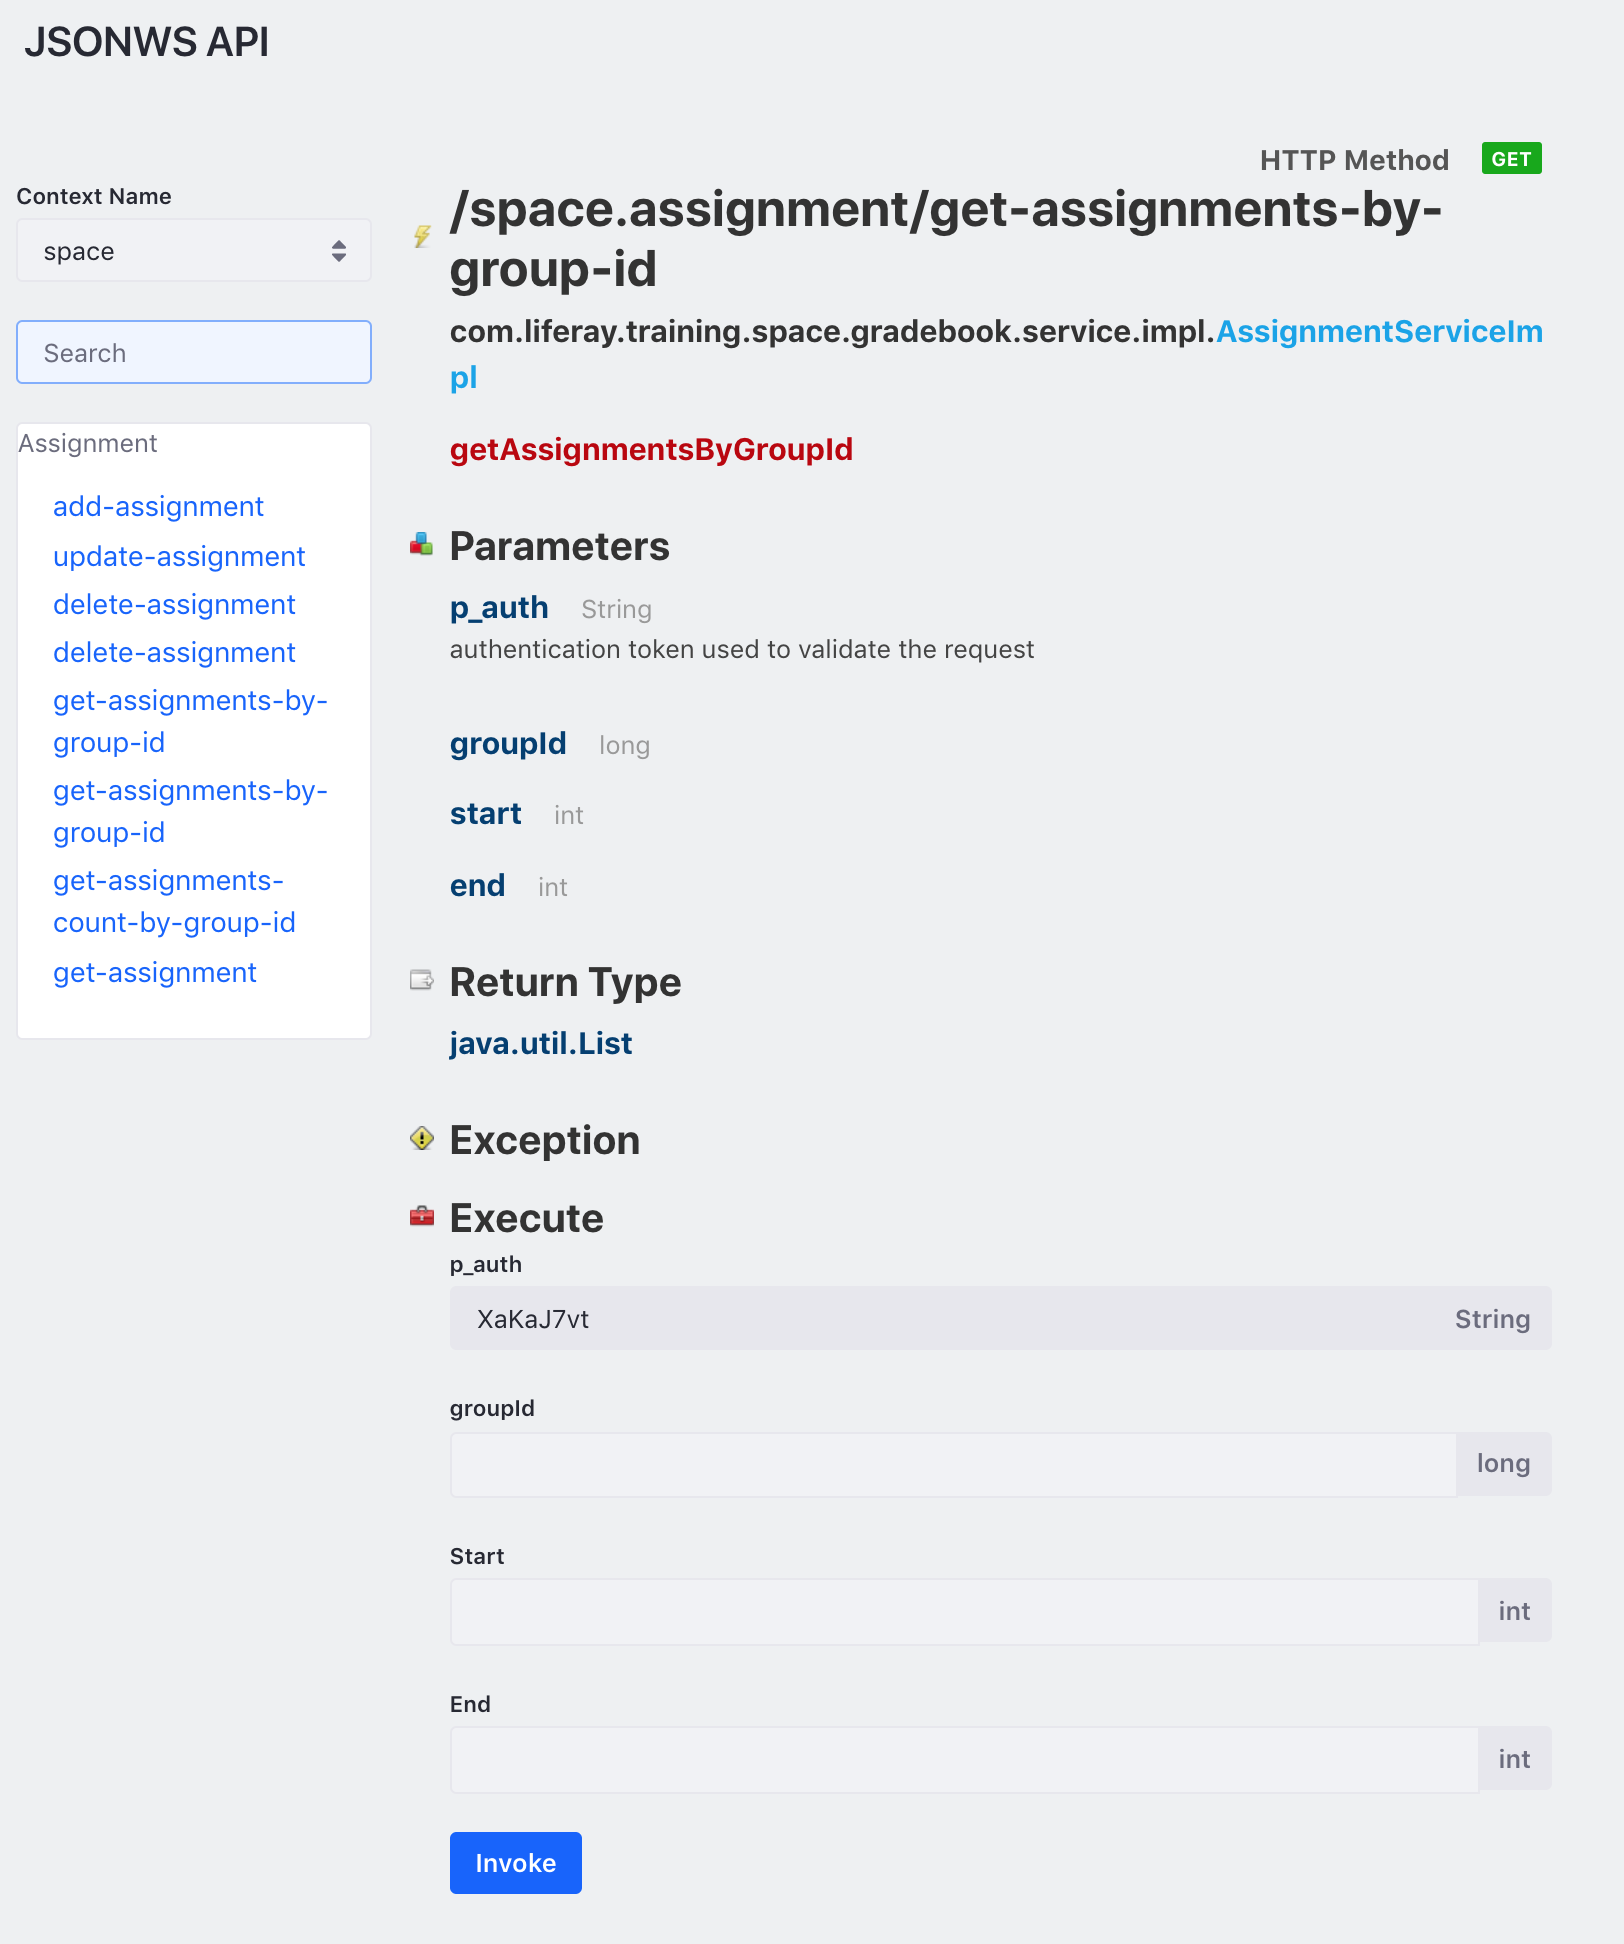 JSONWS API
Context Name
space
Search
Assignment
add-assignment
update-assignment
delete-assignment
delete-assignment
get-assignments-by-
group-id
get-assignments-by-
group-id
get-assignments-
count-by-group-id
get-assignment
HTTP Method GET
/space.assignment/get-assignments-by-
group-id
com.liferay.training.space.gradebook.service.impl.AssignmentServiceIm
pl
getAssignmentsByGroupId
Parameters
p_auth String
authentication token used to validate the request
groupId long
start int
end int
Return Type
java.util.List
Exception
Execute
p_auth
XaKaJ7vt String
groupId
long
Start
int
End
int
Invoke